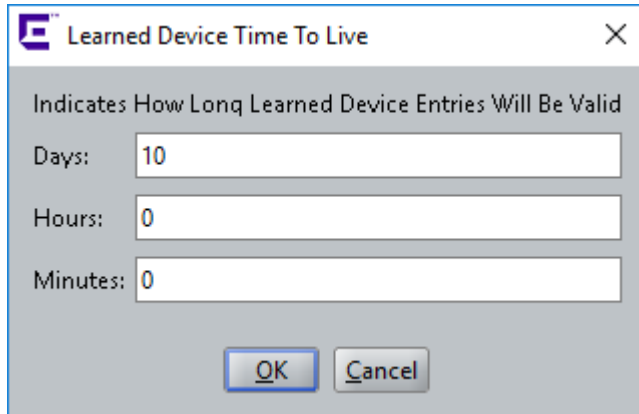 Learned Device Time To Live
Indicates How Long Learned Device Entries Will Be Valid
Days: 10
Hours: 0
Minutes: 0
OK Cancel